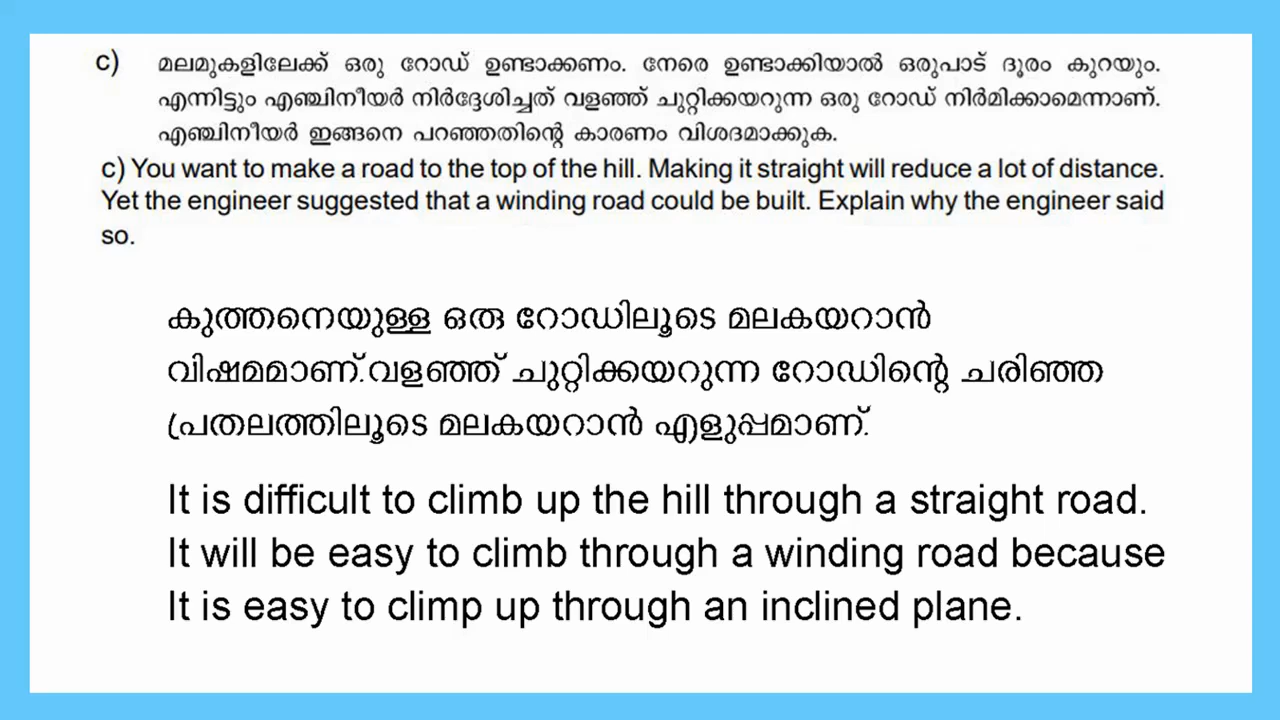 c) മലമുകളിലേക്ക് ഒരു റോഡ് ഉണ്ടാക്കണം. നേരെ ഉണ്ടാക്കിയാൽ ഒരുപാട് ദൂരം കുറയും.
എന്നിട്ടും എഞ്ചിനീയർ നിർദ്ദേശിച്ചത് വളഞ്ഞ് ചുറ്റിക്കയറുന്ന ഒരു റോഡ് നിർമിക്കാമെന്നാണ്.
എഞ്ചിനീയർ ഇങ്ങനെ പറഞ്ഞതിന്റെ കാരണം വിശദമാക്കുക.
c) You want to make a road to the top of the hill. Making it straight will reduce a lot of distance.
Yet the engineer suggested that a winding road could be built. Explain why the engineer said
so.
കുത്തനെയുള്ള ഒരു റോഡിലൂടെ മലകയറാൻ
വിഷമമാണ്.വളഞ്ഞ് ചുറ്റിക്കയറുന്ന റോഡിന്റെ ചരിഞ്ഞ
പ്രതലത്തിലൂടെ മലകയറാൻ എളുപ്പമാണ്.
It is difficult to climb up the hill through a straight road.
It will be easy to climb through a winding road because
It is easy to climp up through an inclined plane.